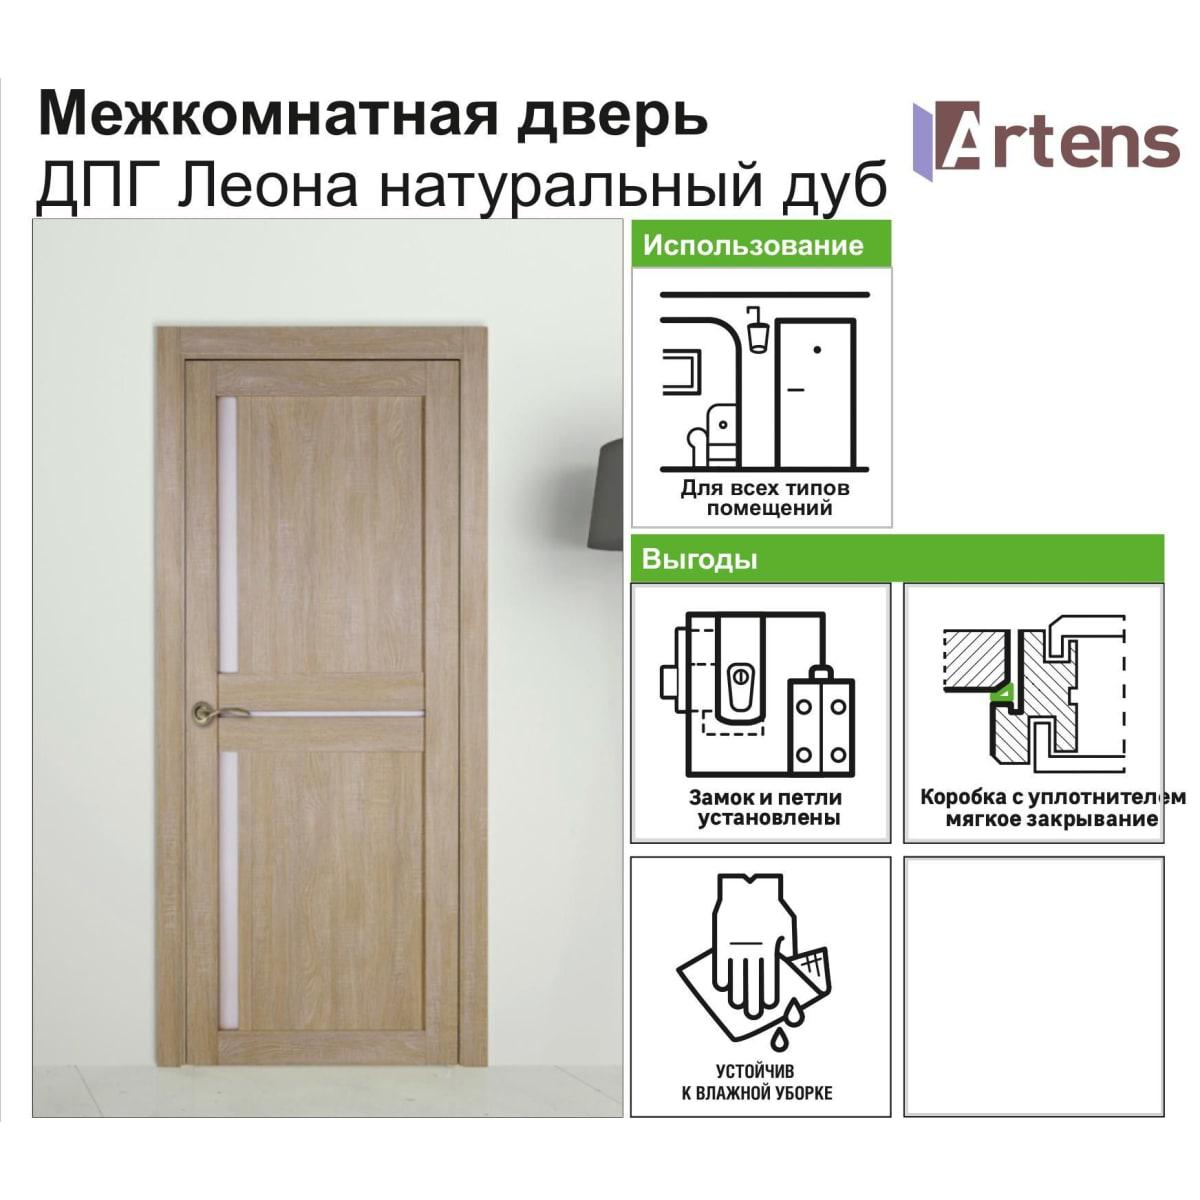 Межкомнатная дверь
ДПГ Леона натуральный дуб
Artens
Использование
Для всех типов
помещений
Выгоды
Замок и петли
установлены
Коробка с уплотнителем
мягкое закрывание
УСТОЙЧИВ
К ВЛАЖНОЙ УБОРКЕ